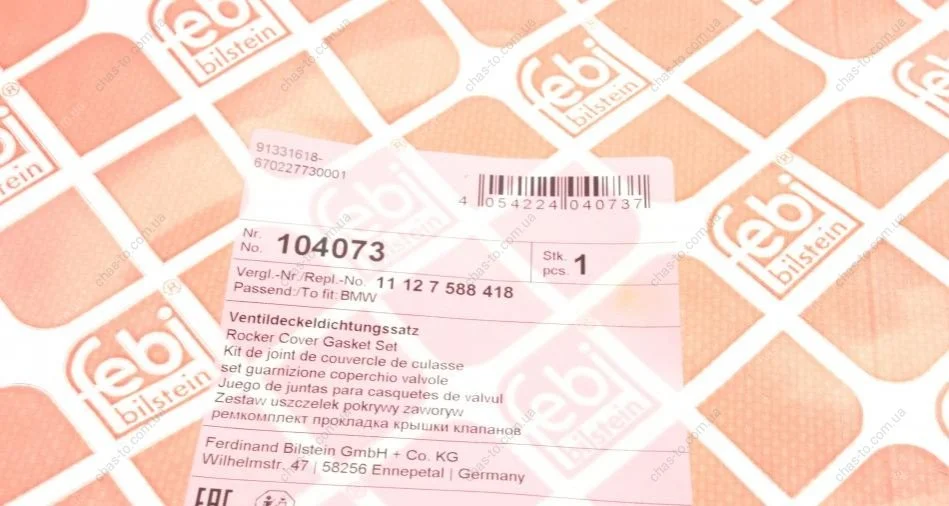 febi
bilstein
91331618-
670227730001
4 054224 040737
Nr.
No. 104073
Stk.
pcs. 1
Vergl.-Nr./Repl.-No. 11 12 7 588 418
Passend:/To fit: BMW
Ventildeckeldichtungssatz
Rocker Cover Gasket Set
Kit de joint de couvercle de culasse
set guarnizione coperchio valvole
Juego de juntas para casquetes de válvul
Zestaw uszczelek pokrywy zaworyw
ремкомплект прокладка крышки клапанов
Ferdinand Bilstein GmbH + Co. KG
Wilhelmstr. 47 | 58256 Ennepetal | Germany
EAC
chas-to.com.ua